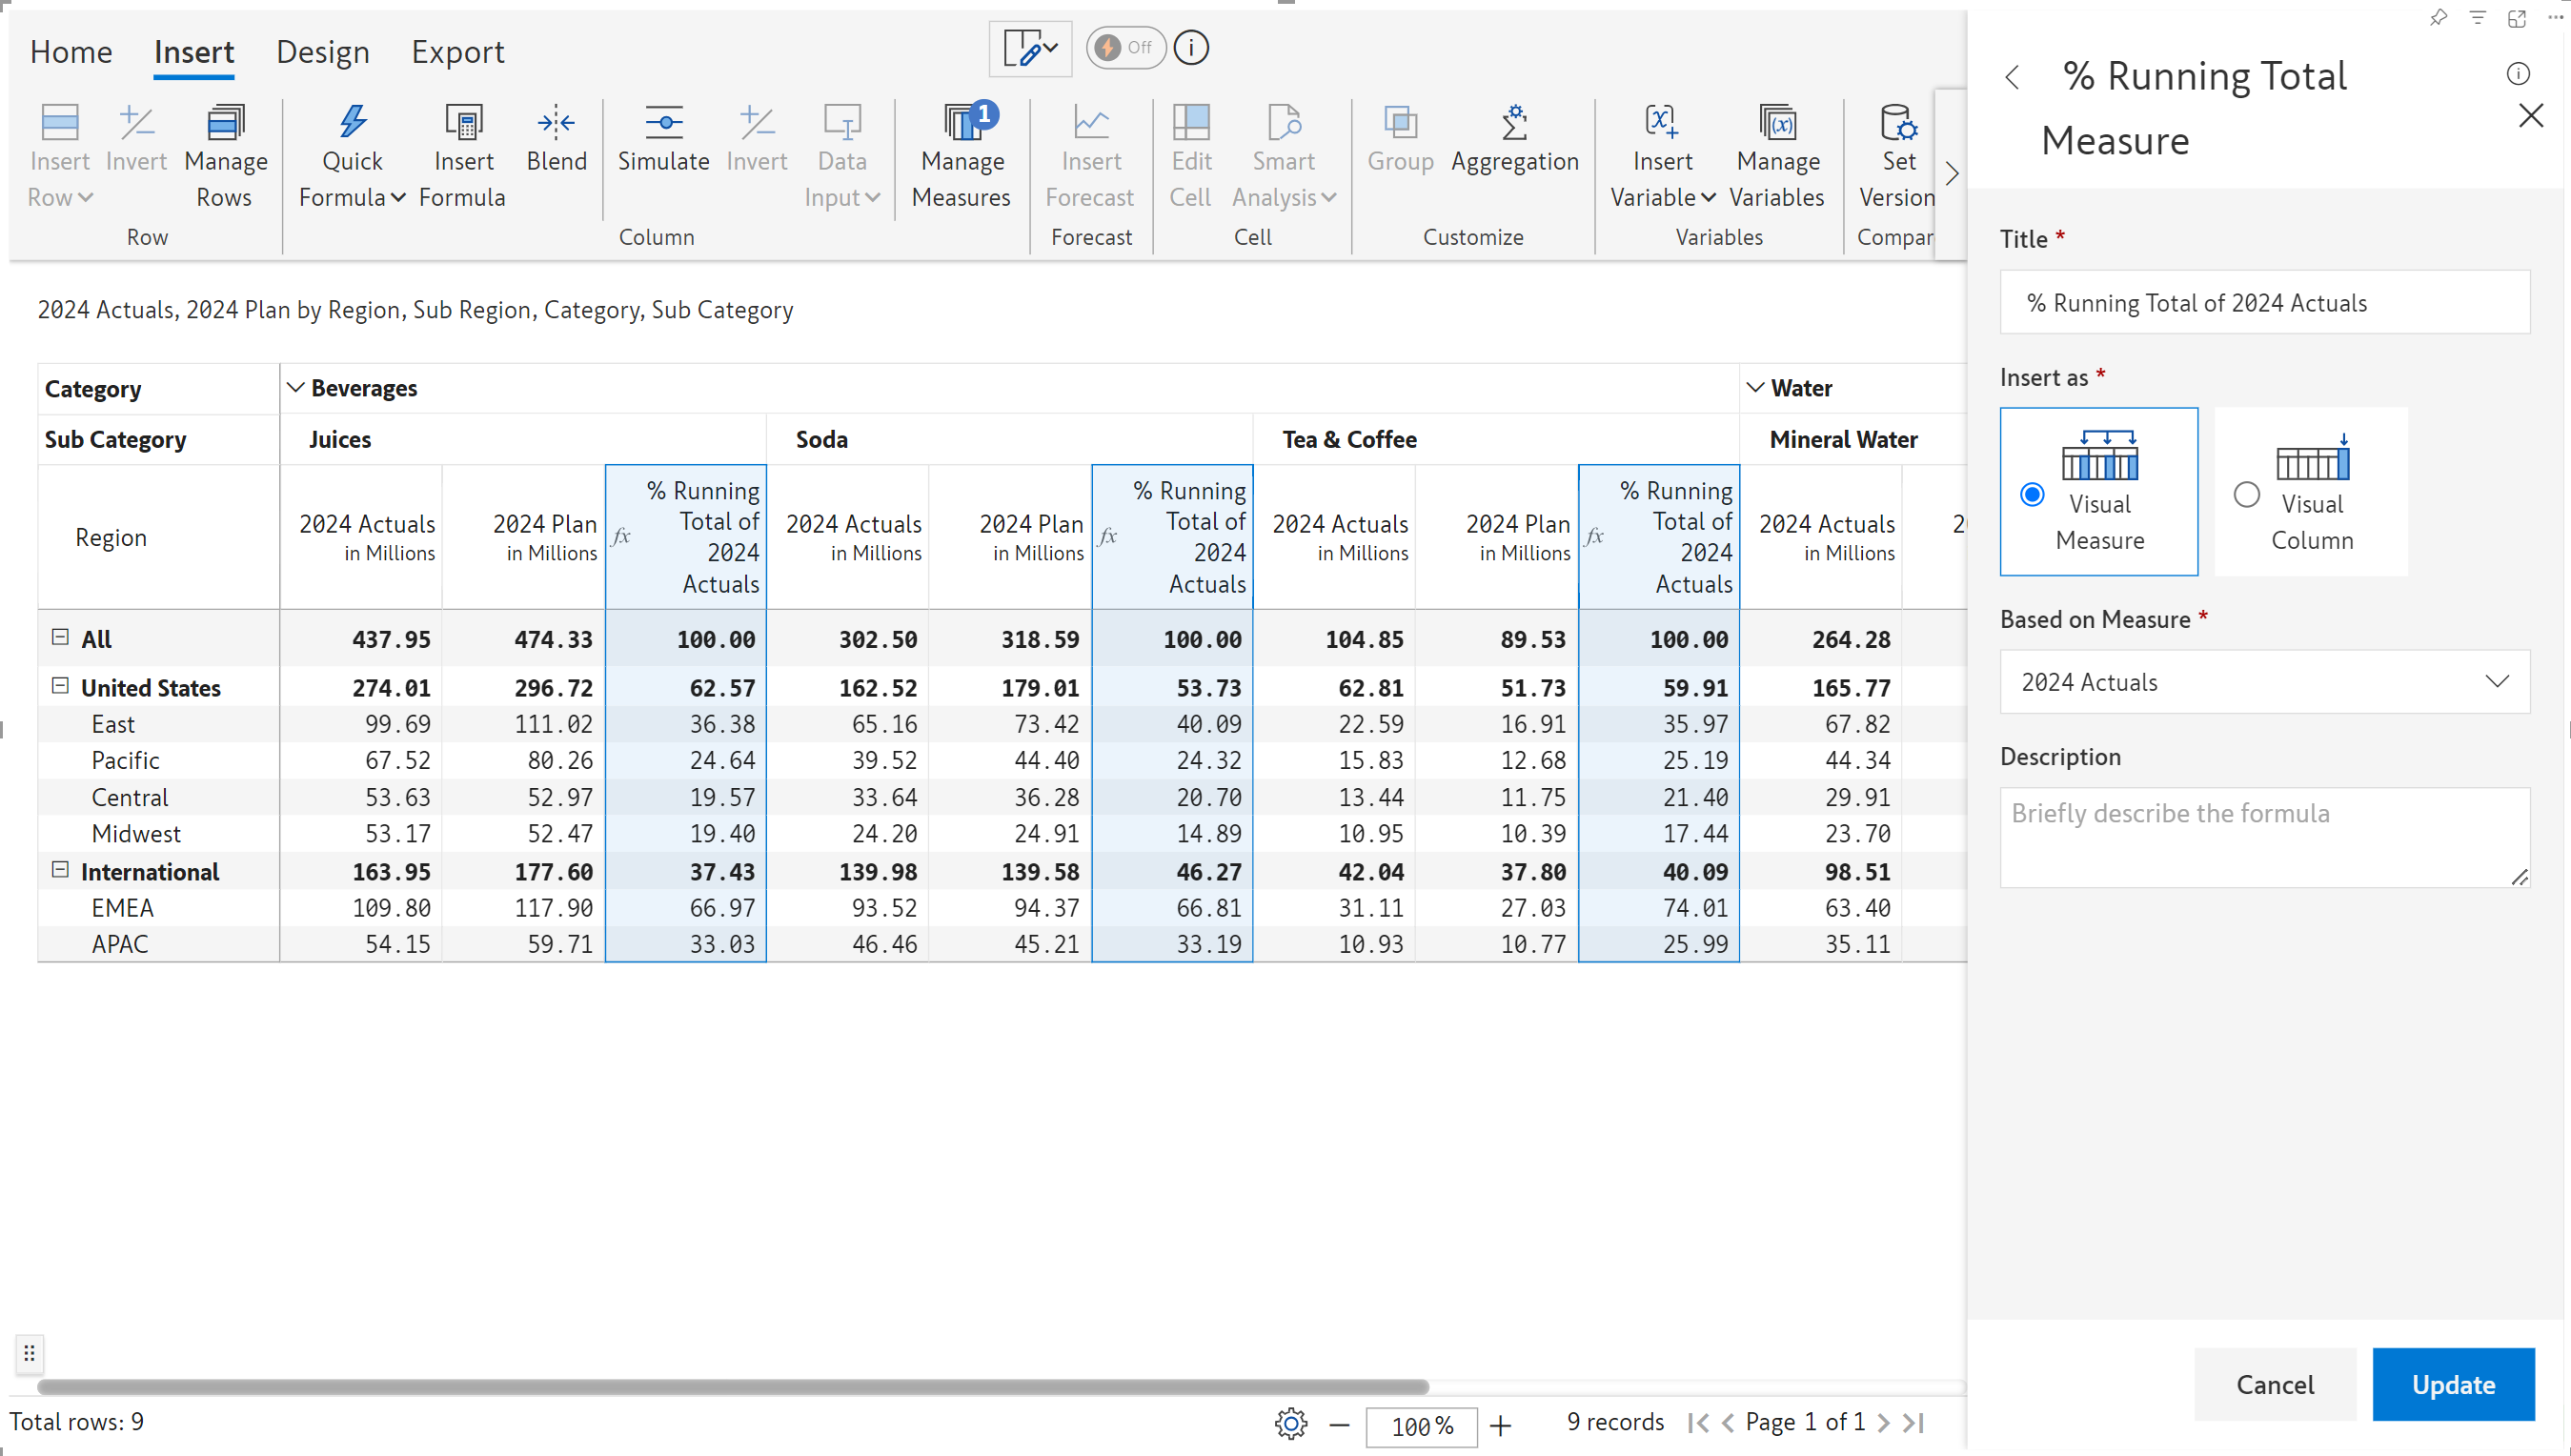 Home Insert Design Export Off
Insert Row Invert Manage Rows Quick Formula Insert Formula Blend Simulate Invert Data Input Manage Measures 1 Insert Forecast Edit Cell Smart Analysis Group Aggregation Insert Variable Manage Variables Set Version
Row Column Forecast Cell Customize Variables Compar
2024 Actuals, 2024 Plan by Region, Sub Region, Category, Sub Category
Category Beverages Water
Sub Category Juices Soda Tea & Coffee Mineral Water
Region 2024 Actuals in Millions 2024 Plan in Millions fx % Running Total of 2024 Actuals 2024 Actuals in Millions 2024 Plan in Millions fx % Running Total of 2024 Actuals 2024 Actuals in Millions 2024 Plan in Millions fx % Running Total of 2024 Actuals 2024 Actuals in Millions
All 437.95 474.33 100.00 302.50 318.59 100.00 104.85 89.53 100.00 264.28
United States 274.01 296.72 62.57 162.52 179.01 53.73 62.81 51.73 59.91 165.77
East 99.69 111.02 36.38 65.16 73.42 40.09 22.59 16.91 35.97 67.82
Pacific 67.52 80.26 24.64 39.52 44.40 24.32 15.83 12.68 25.19 44.34
Central 53.63 52.97 19.57 33.64 36.28 20.70 13.44 11.75 21.40 29.91
Midwest 53.17 52.47 19.40 24.20 24.91 14.89 10.95 10.39 17.44 23.70
International 163.95 177.60 37.43 139.98 139.58 46.27 42.04 37.80 40.09 98.51
EMEA 109.80 117.90 66.97 93.52 94.37 66.81 31.11 27.03 74.01 63.40
APAC 54.15 59.71 33.03 46.46 45.21 33.19 10.93 10.77 25.99 35.11
Total rows: 9 100% 9 records Page 1 of 1
% Running Total
Measure
Title *
% Running Total of 2024 Actuals
Insert as *
Visual Measure Visual Column
Based on Measure *
2024 Actuals
Description
Briefly describe the formula
Cancel Update